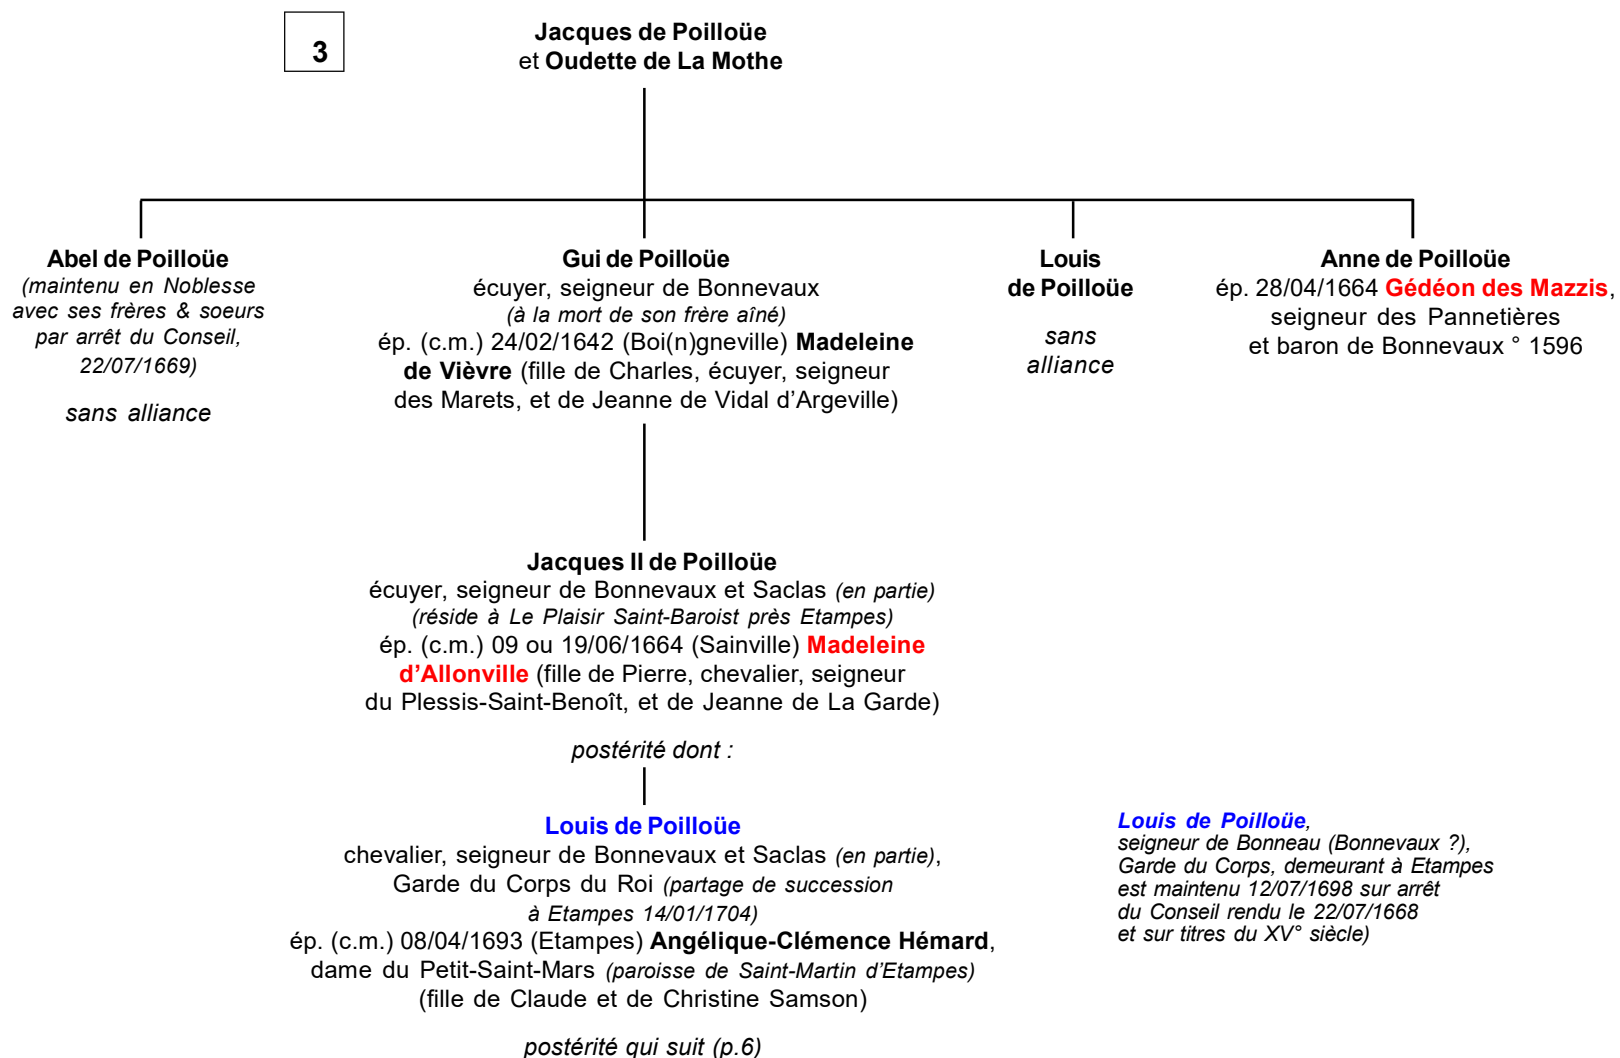 3
Jacques de Poilloüe
et Oudette de La Mothe
Abel de Poilloüe
(maintenu en Noblesse
avec ses frères & soeurs
par arrêt du Conseil,
22/07/1669)
sans alliance
Gui de Poilloüe
écuyer, seigneur de Bonnevaux
(à la mort de son frère aîné)
ép. (c.m.) 24/02/1642 (Boi(n)gneville) Madeleine
de Vièvre (fille de Charles, écuyer, seigneur
des Marets, et de Jeanne de Vidal d'Argeville)
Louis
de Poilloüe
sans
alliance
Anne de Poilloüe
ép. 28/04/1664 Gédéon des Mazzis,
seigneur des Pannetières
et baron de Bonnevaux ° 1596
Jacques II de Poilloüe
écuyer, seigneur de Bonnevaux et Saclas (en partie)
(réside à Le Plaisir Saint-Baroist près Etampes)
ép. (c.m.) 09 ou 19/06/1664 (Sainville) Madeleine
d’Allonville (fille de Pierre, chevalier, seigneur
du Plessis-Saint-Benoît, et de Jeanne de La Garde)
postérité dont :
Louis de Poilloüe
chevalier, seigneur de Bonnevaux et Saclas (en partie),
Garde du Corps du Roi (partage de succession
à Etampes 14/01/1704)
ép. (c.m.) 08/04/1693 (Etampes) Angélique-Clémence Hémard,
dame du Petit-Saint-Mars (paroisse de Saint-Martin d'Etampes)
(fille de Claude et de Christine Samson)
postérité qui suit (p.6)
Louis de Poilloüe,
seigneur de Bonneau (Bonnevaux ?),
Garde du Corps, demeurant à Etampes
est maintenu 12/07/1698 sur arrêt
du Conseil rendu le 22/07/1668
et sur titres du XV° siècle)